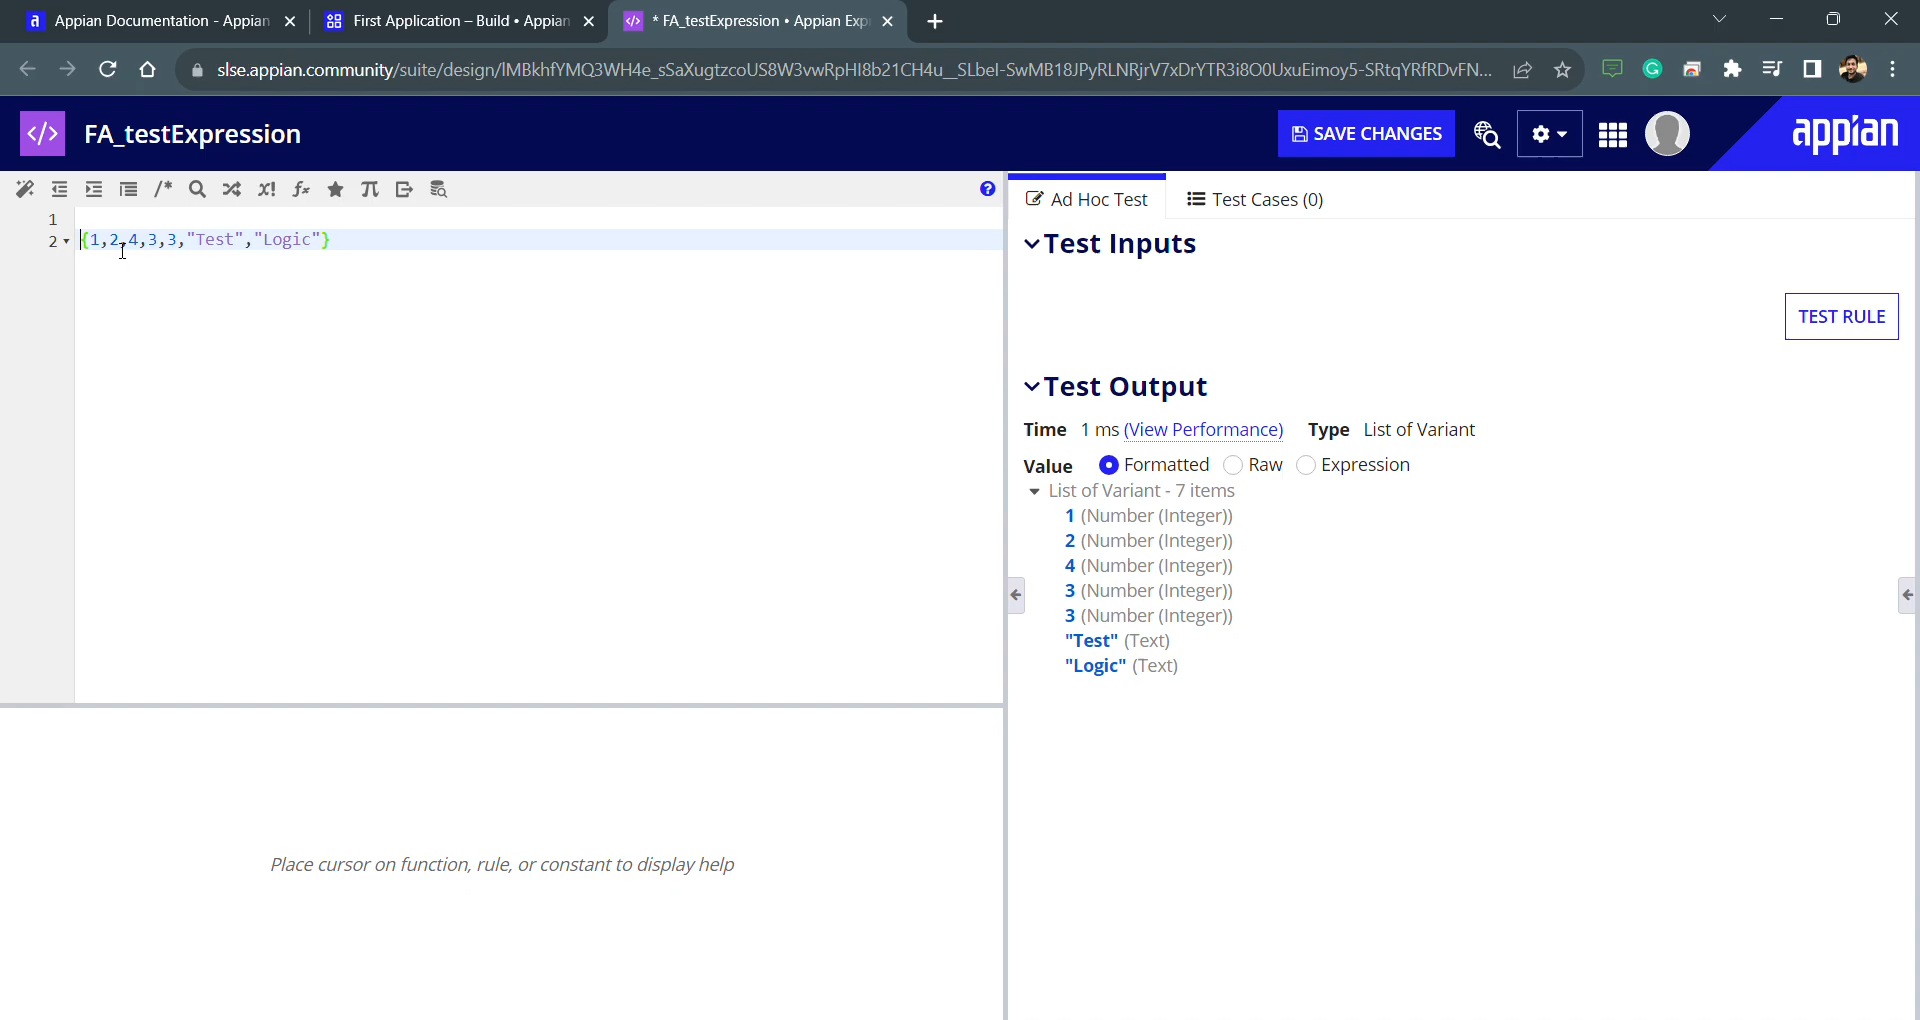 Appian Documentation - Appian
First Application – Build • Appian
* FA_testExpression • Appian Exp
slse.appian.community/suite/design/IMBkhfYMQ3WH4e_sSaXugtzcoUS8W3vwRpHI8b21CH4u__SLbel-SwMB18JPyRLNRjrV7xDrYTR3i8O0UxuEimoy5-SRtqYRfRDvFN...
FA_testExpression
SAVE CHANGES
appian
1
2 {1,2,4,3,3,"Test","Logic"}
Place cursor on function, rule, or constant to display help
Ad Hoc Test
Test Cases (0)
Test Inputs
TEST RULE
Test Output
Time 1 ms (View Performance) Type List of Variant
Value Formatted Raw Expression
List of Variant - 7 items
1 (Number (Integer))
2 (Number (Integer))
4 (Number (Integer))
3 (Number (Integer))
3 (Number (Integer))
"Test" (Text)
"Logic" (Text)